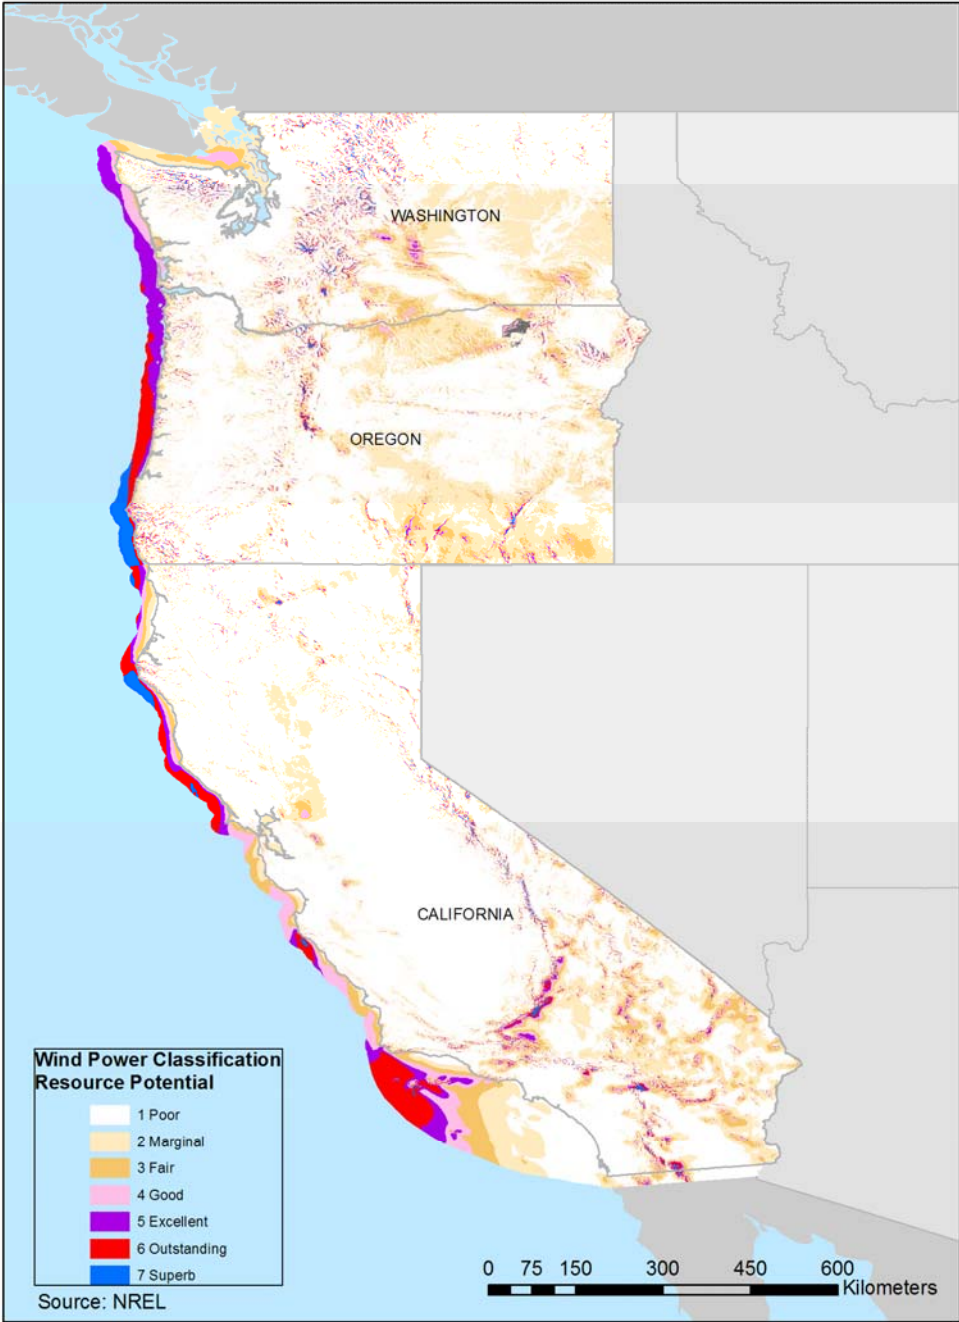 WASHINGTON
OREGON
CALIFORNIA
Wind Power Classification
Resource Potential
1 Poor
2 Marginal
3 Fair
4 Good
5 Excellent
6 Outstanding
7 Superb
Source: NREL
0 75 150 300 450 600
Kilometers